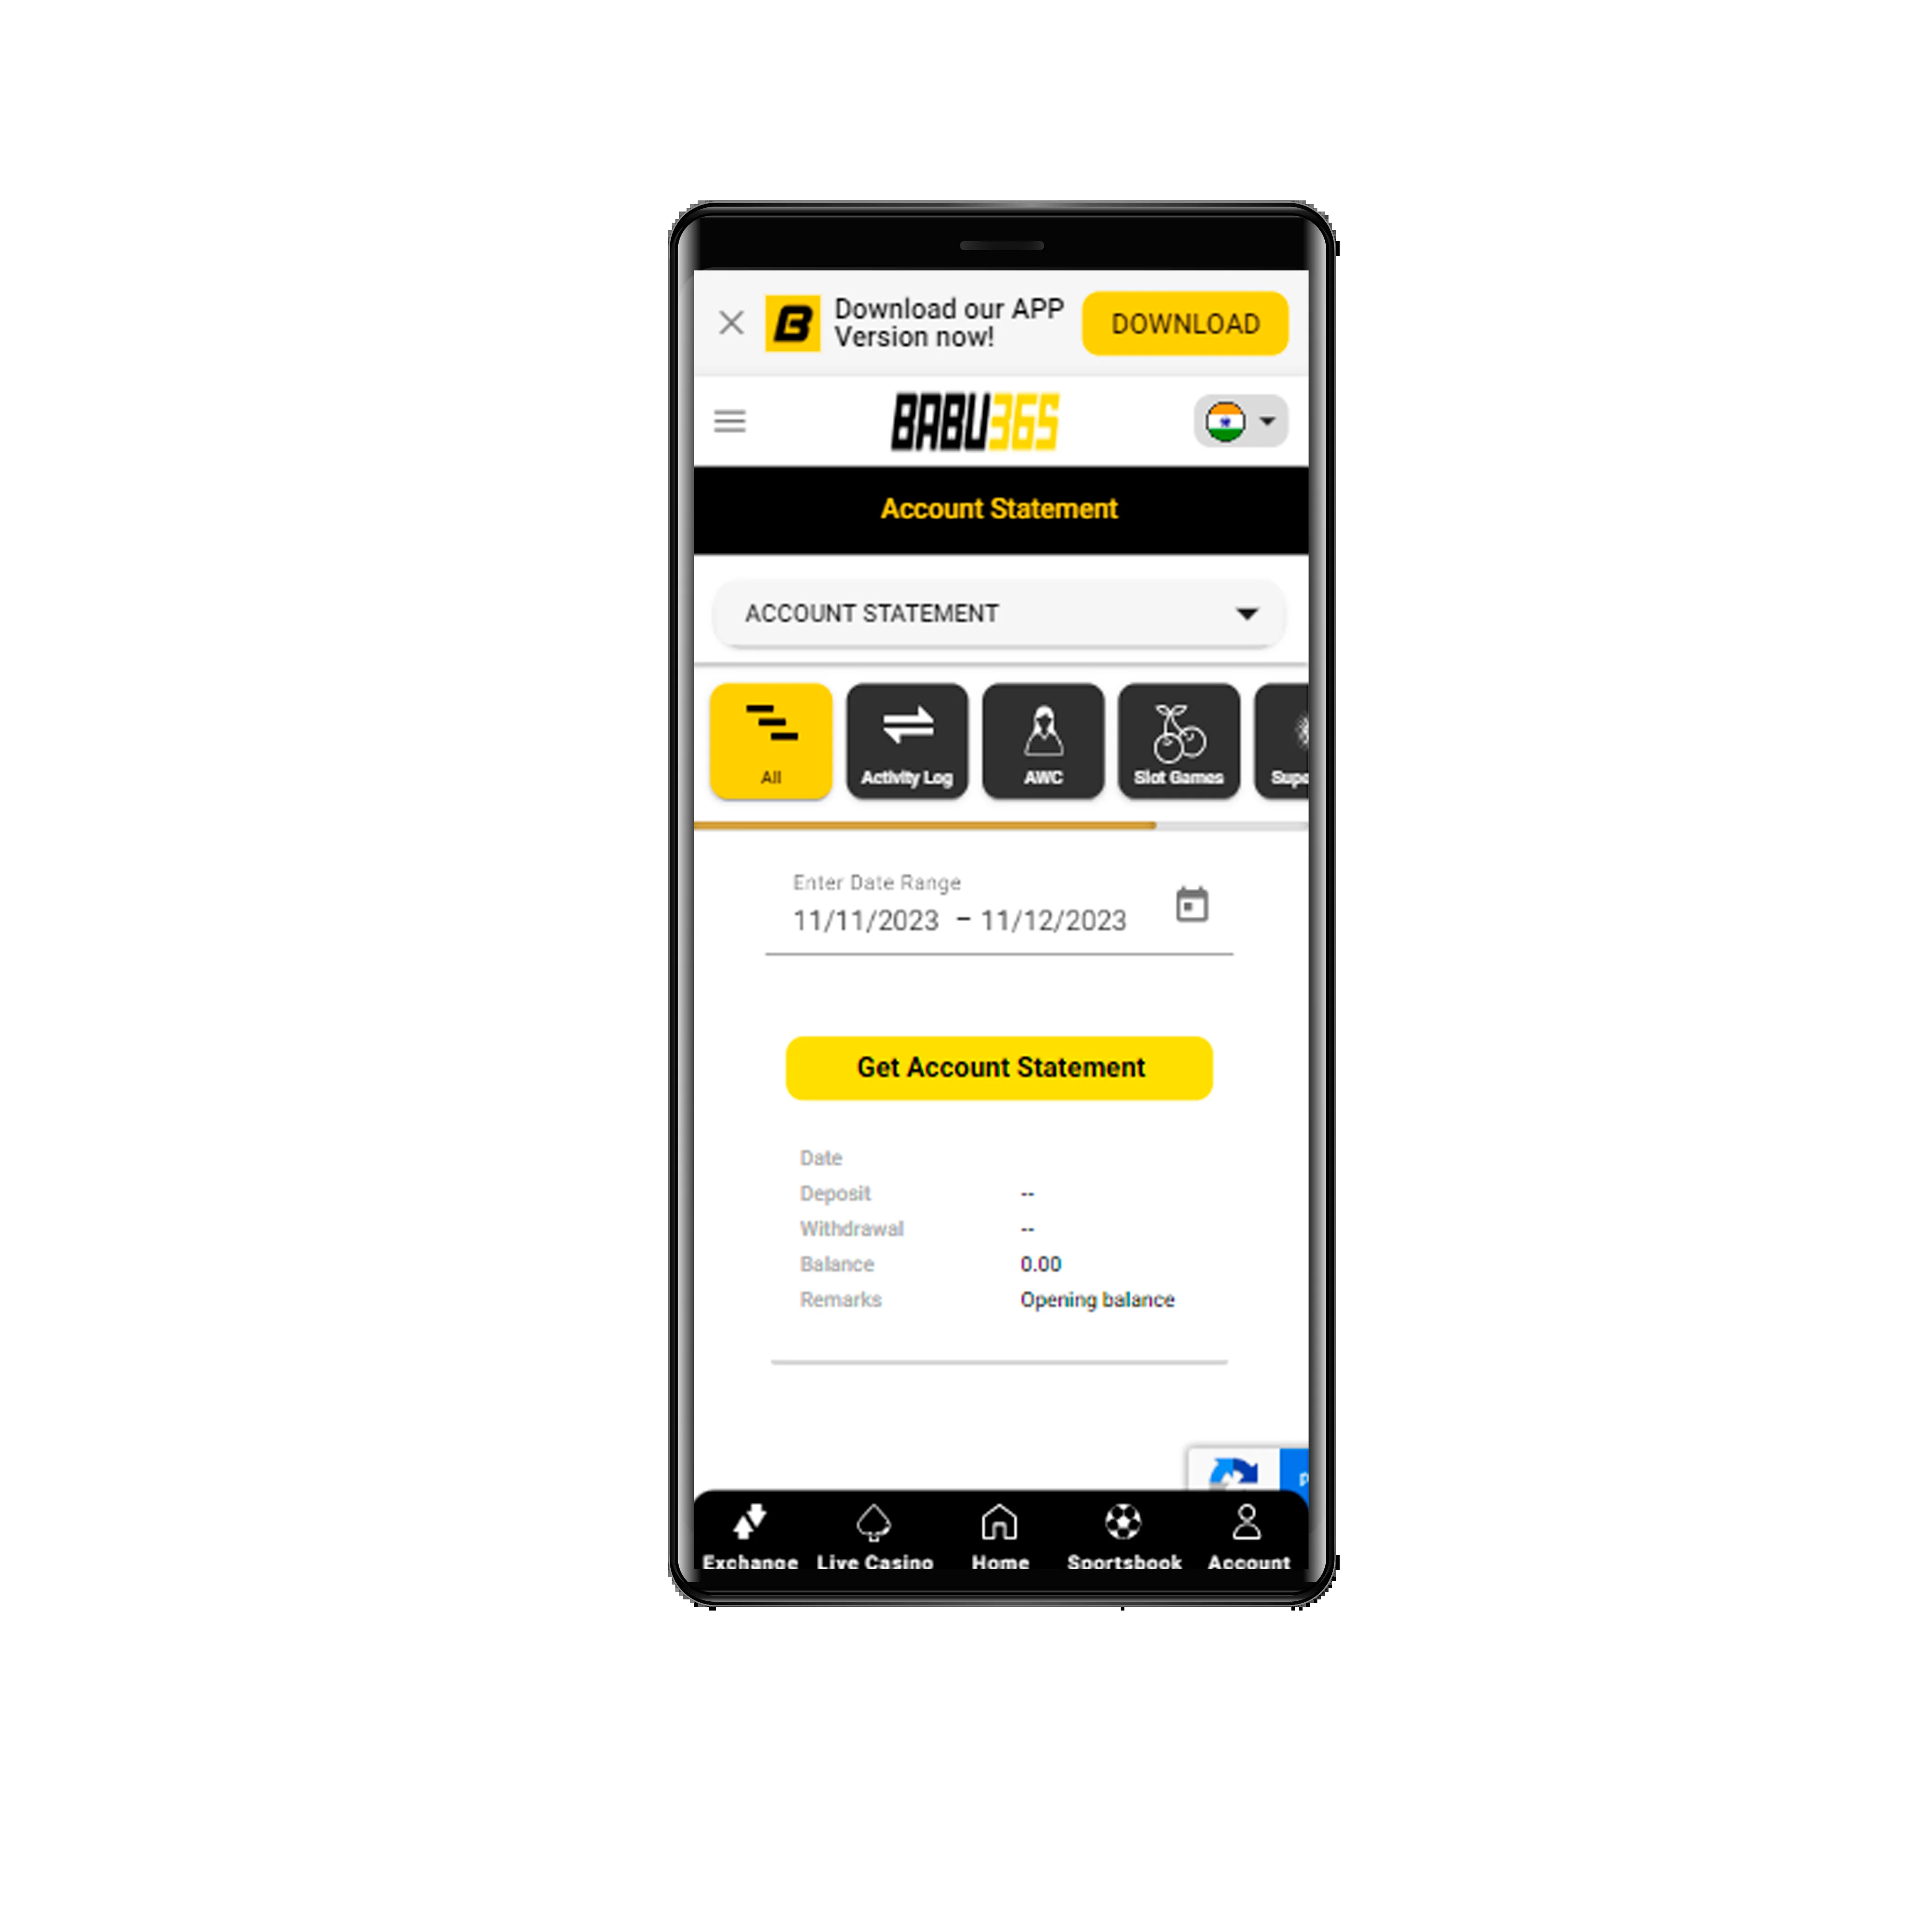 Download our APP
Version now!
DOWNLOAD
BABU365
Account Statement
ACCOUNT STATEMENT
All
Activity Log
AWC
Slot Games
Enter Date Range
11/11/2023 – 11/12/2023
Get Account Statement
Date
Deposit --
Withdrawal --
Balance 0.00
Remarks Opening balance
Exchange
Live Casino
Home
Sportsbook
Account